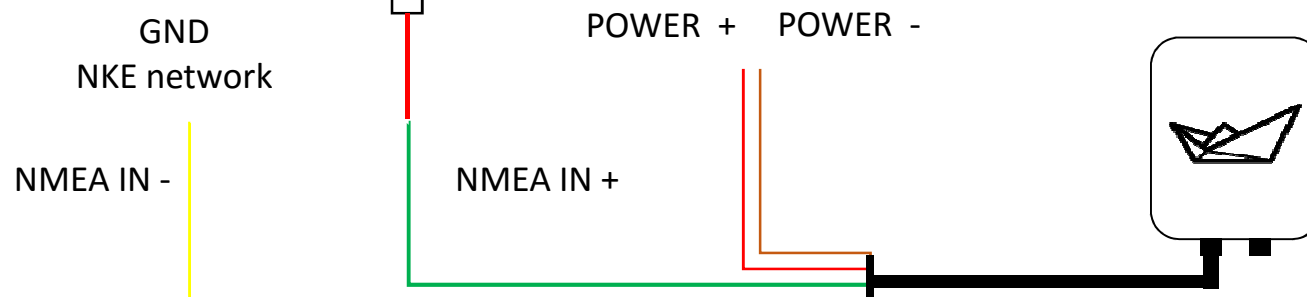 GND
NKE network
POWER +   POWER -
NMEA IN -
NMEA IN +